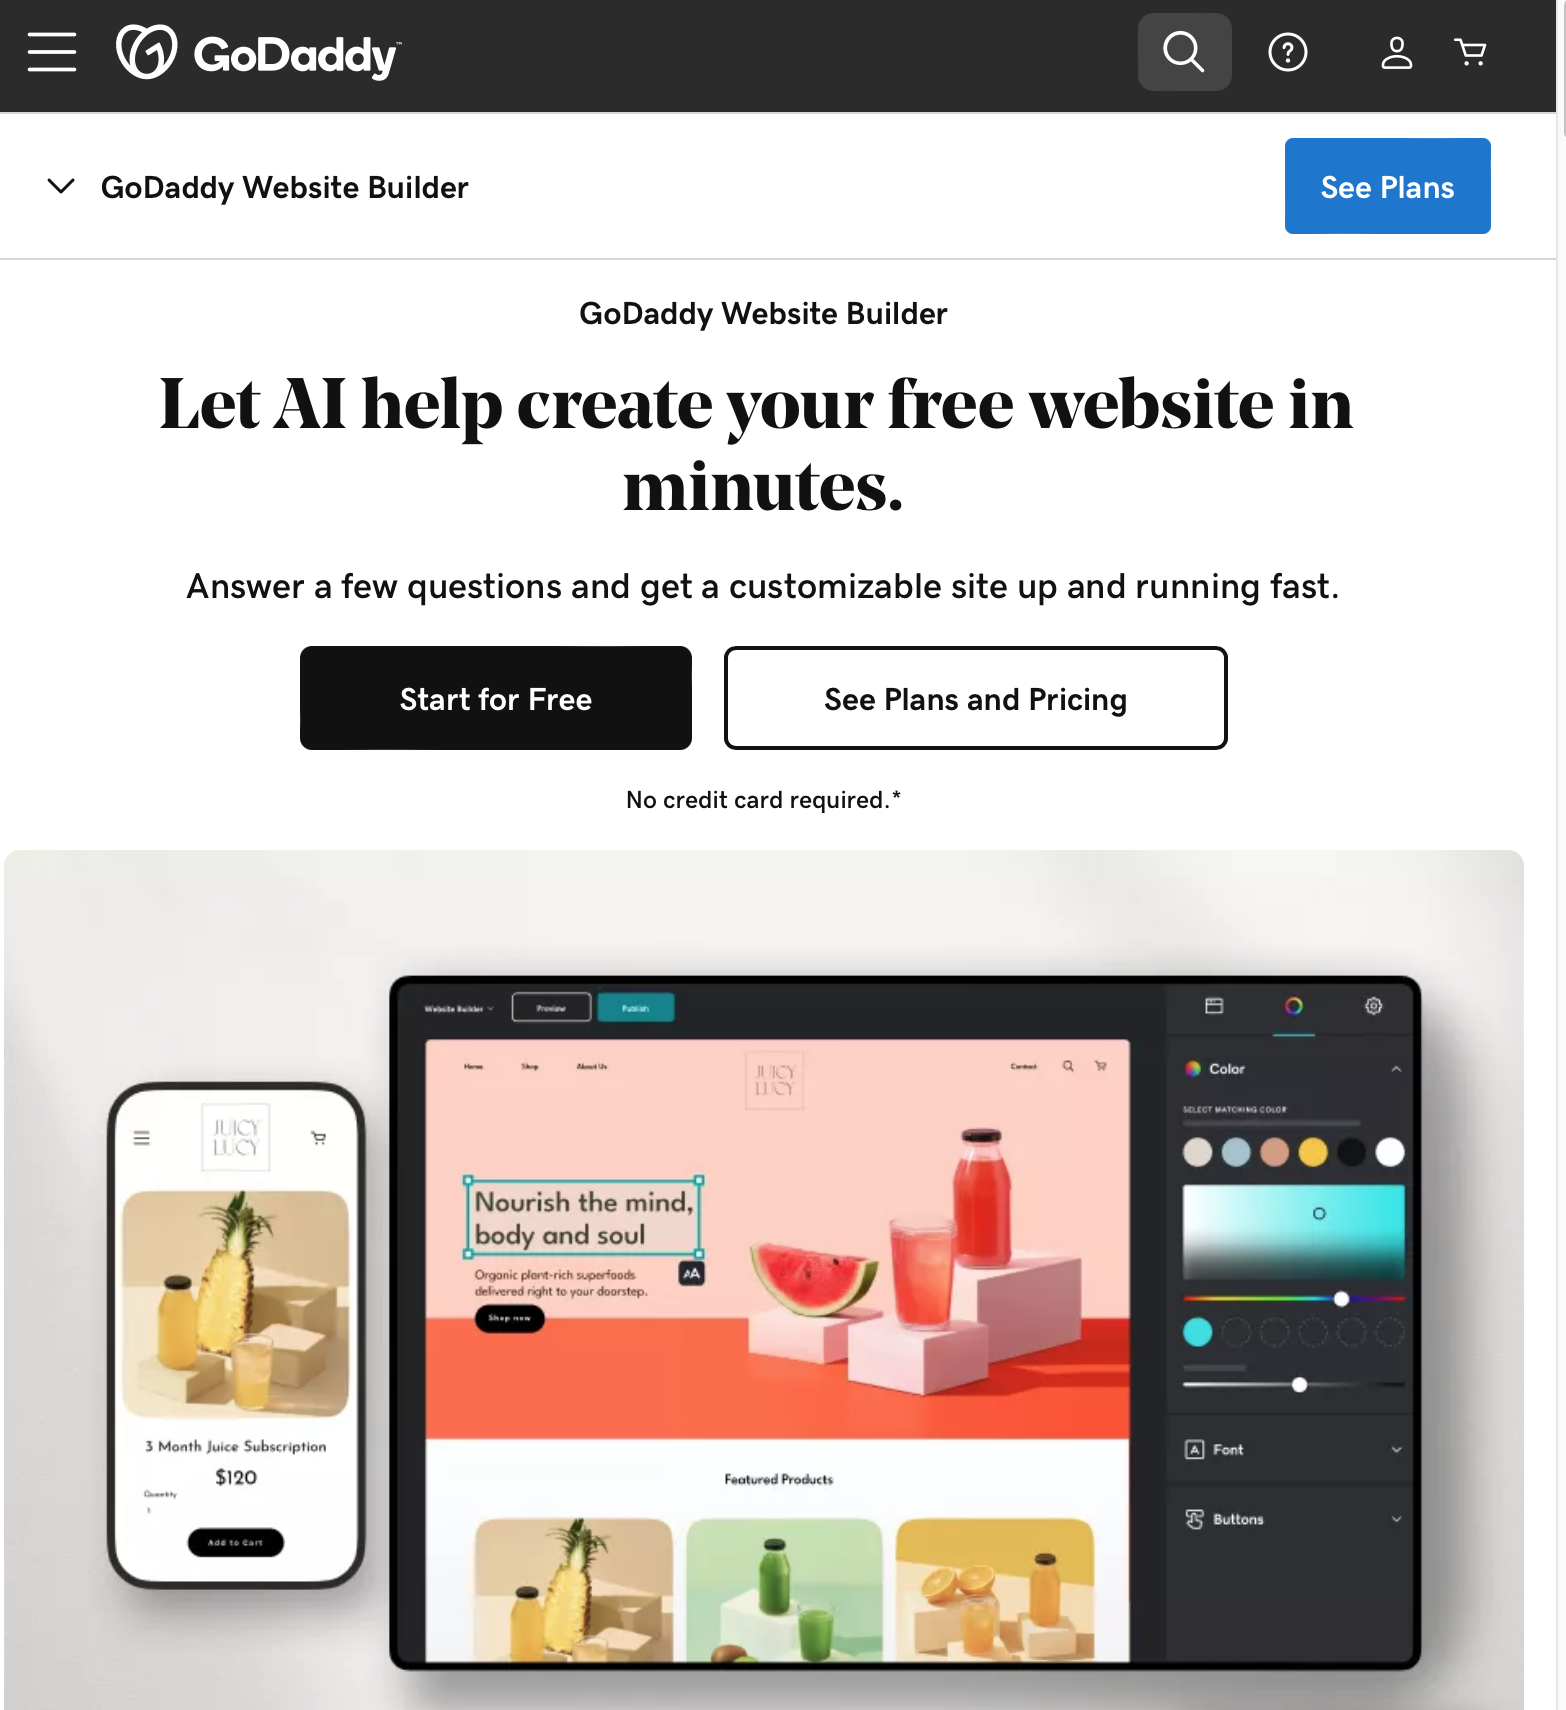 GoDaddy™
GoDaddy Website Builder
See Plans
GoDaddy Website Builder
Let AI help create your free website in
minutes.
Answer a few questions and get a customizable site up and running fast.
Start for Free
See Plans and Pricing
No credit card required.*
JUICY
LUCY
3 Month Juice Subscription
$120
Quantity
1
Add to Cart
Website Builder
Preview
Publish
Home
Shop
About Us
JUICY
LUCY
Contact
Nourish the mind,
body and soul
AA
Organic plant-rich superfoods
delivered right to your doorstep.
Shop now
Featured Products
Color
SELECT MATCHING COLOR
A
Font
Buttons